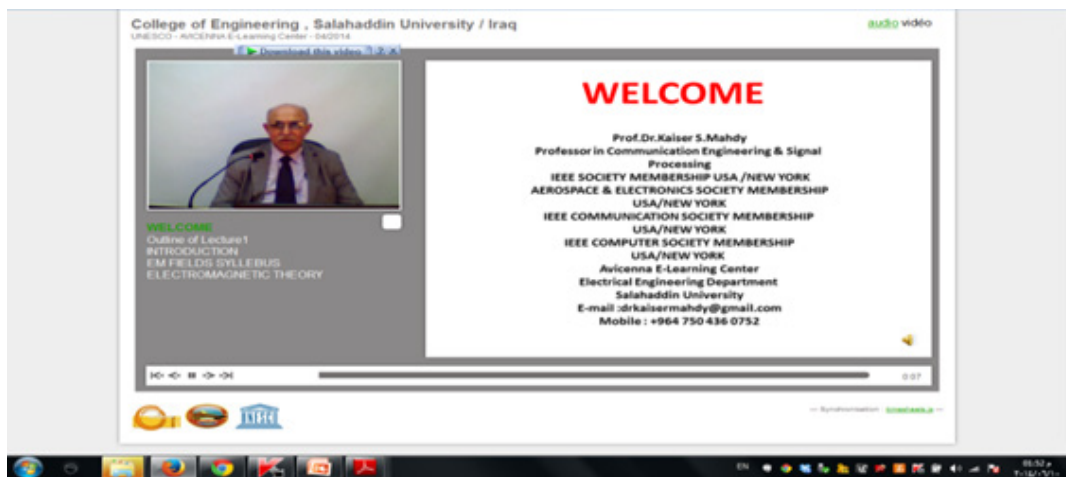 College of Engineering , Salahaddin University / Iraq
UNESCO - AVICENNA E-Learning Center - 04/2014
audio vidéo
Download this video ? x
WELCOME
Outline of Lecture1
INTRODUCTION
EM FIELDS SYLLEBUS
ELECTROMAGNETIC THEORY
WELCOME
Prof.Dr.Kaiser S.Mahdy
Professor in Communication Engineering & Signal
Processing
IEEE SOCIETY MEMBERSHIP USA /NEW YORK
AEROSPACE & ELECTRONICS SOCIETY MEMBERSHIP
USA/NEW YORK
IEEE COMMUNICATION SOCIETY MEMBERSHIP
USA/NEW YORK
IEEE COMPUTER SOCIETY MEMBERSHIP
USA/NEW YORK
Avicenna E-Learning Center
Electrical Engineering Department
Salahaddin University
E-mail :drkaisermahdy@gmail.com
Mobile : +964 750 436 0752
0:07
Synchronisation
EN